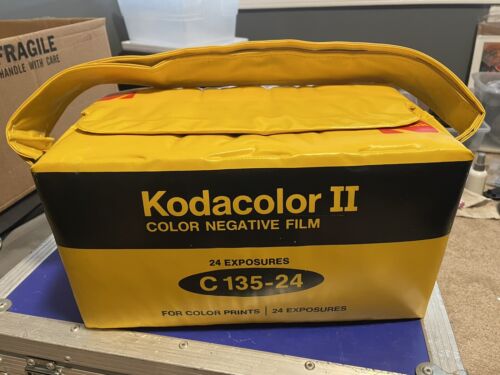 FRAGILE
HANDLE WITH CARE
Kodacolor II
COLOR NEGATIVE FILM
24 EXPOSURES
C 135-24
FOR COLOR PRINTS | 24 EXPOSURES